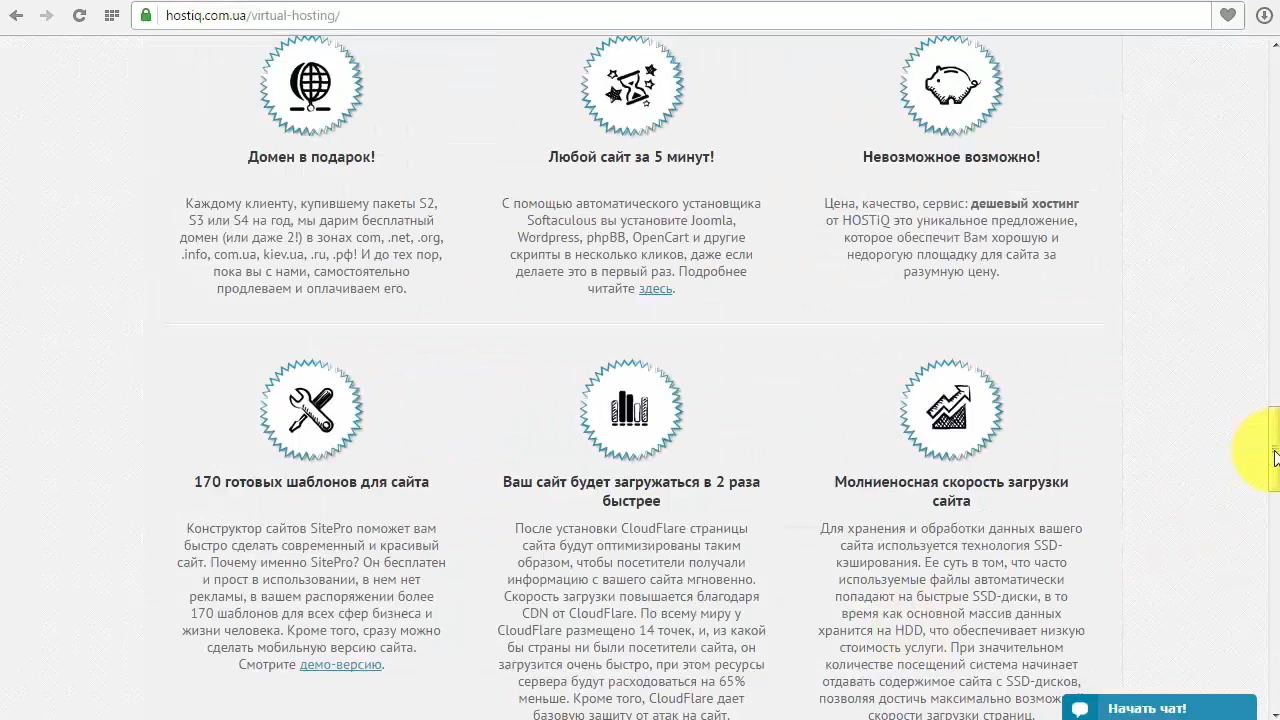 hostiq.com.ua/virtual-hosting/
Домен в подарок!
Каждому клиенту, купившему пакеты S2,
S3 или S4 на год, мы дарим бесплатный
домен (или даже 2!) в зонах com, .net, .org,
.info, com.ua, kiev.ua, .ru, .рф! И до тех пор,
пока вы с нами, самостоятельно
продлеваем и оплачиваем его.
Любой сайт за 5 минут!
С помощью автоматического установщика
Softaculous вы установите Joomla,
Wordpress, phpBB, OpenCart и другие
скрипты в несколько кликов, даже если
делаете это в первый раз. Подробнее
читайте здесь.
Невозможное возможно!
Цена, качество, сервис: дешевый хостинг
от HOSTiQ это уникальное предложение,
которое обеспечит Вам хорошую и
недорогую площадку для сайта за
разумную цену.
170 готовых шаблонов для сайта
Конструктор сайтов SitePro поможет вам
быстро сделать современный и красивый
сайт. Почему именно SitePro? Он бесплатен
и прост в использовании, в нем нет
рекламы, в вашем распоряжении более
170 шаблонов для всех сфер бизнеса и
жизни человека. Кроме того, сразу можно
сделать мобильную версию сайта.
Смотрите демо-версию.
Ваш сайт будет загружаться в 2 раза
быстрее
После установки CloudFlare страницы
сайта будут оптимизированы таким
образом, чтобы посетители получали
информацию с вашего сайта мгновенно.
Скорость загрузки повышается благодаря
CDN от CloudFlare. По всему миру у
CloudFlare размещено 14 точек, и, из какой
бы страны ни были посетители сайта, он
загрузится очень быстро, при этом ресурсы
сервера будут расходоваться на 65%
меньше. Кроме того, CloudFlare дает
базовую защиту от атак на сайт.
Молниеносная скорость загрузки
сайта
Для хранения и обработки данных вашего
сайта используется технология SSD-
кэширования. Ее суть в том, что часто
используемые файлы автоматически
попадают на быстрые SSD-диски, в то
время как основной массив данных
хранится на HDD, что обеспечивает низкую
стоимость услуги. При значительном
количестве посещений система начинает
отдавать содержимое сайта с SSD-дисков,
позволяя достичь максимально
скорости загрузки страниц.
Начать чат!